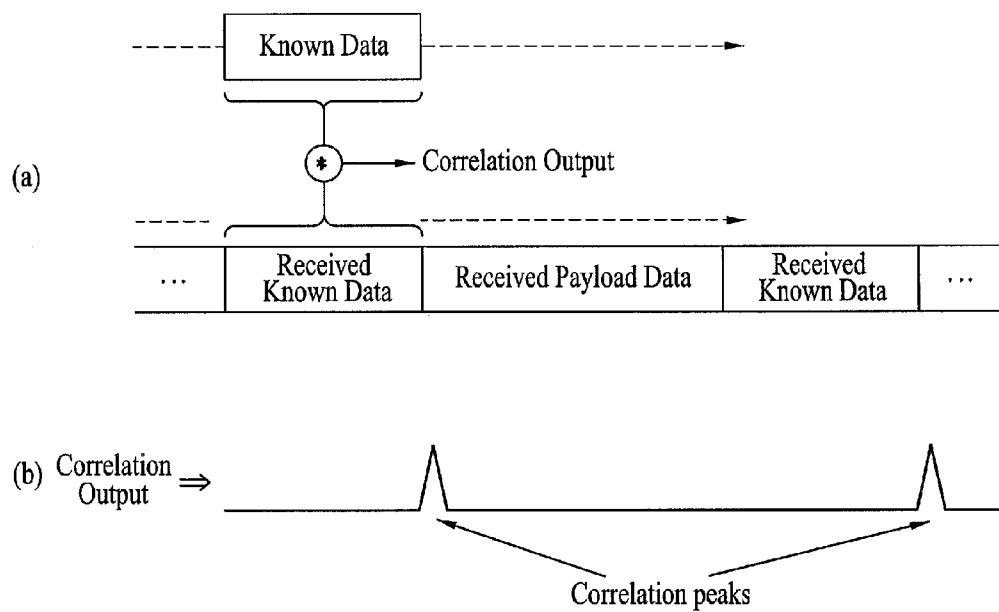 Known Data
(a)
*
Correlation Output
...
Received
Known Data
Received Payload Data
Received
Known Data
...
(b)
Correlation
Output
⇒
Correlation peaks